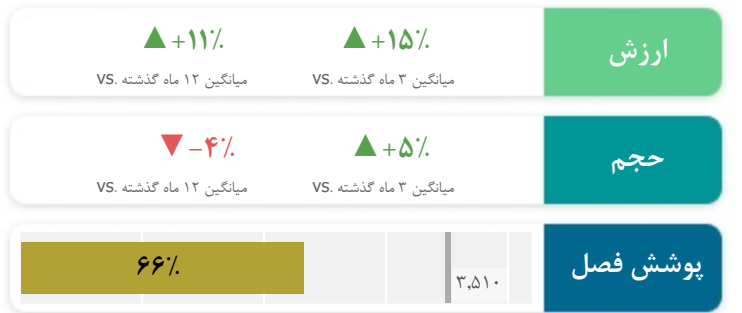 ارزش
+۱۵٪ +۱۱٪
میانگین ۳ ماه گذشته .VS میانگین ۱۲ ماه گذشته .VS
حجم
+۵٪ -۴٪
میانگین ۳ ماه گذشته .VS میانگین ۱۲ ماه گذشته .VS
پوشش فصل
۳,۵۱۰
۶۶٪